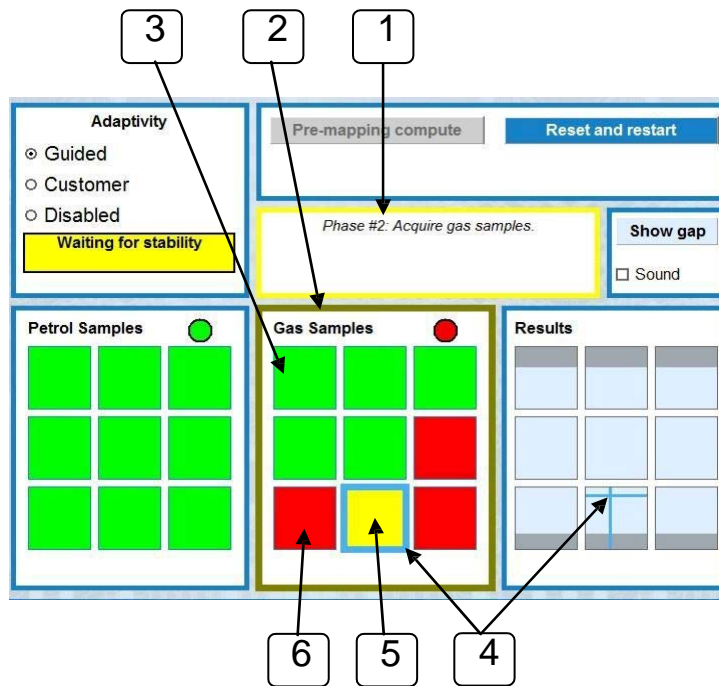 3
2
1
Adaptivity
Guided
Customer
Disabled
Waiting for stability
Pre-mapping compute
Reset and restart
Phase #2: Acquire gas samples.
Show gap
Sound
Petrol Samples
Gas Samples
Results
6
5
4